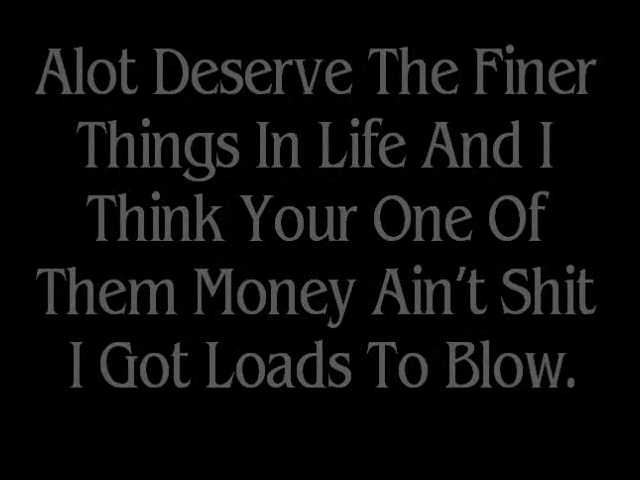 Alot Deserve The Finer
Things In Life And I
Think Your One Of
Them Money Ain't Shit
I Got Loads To Blow.